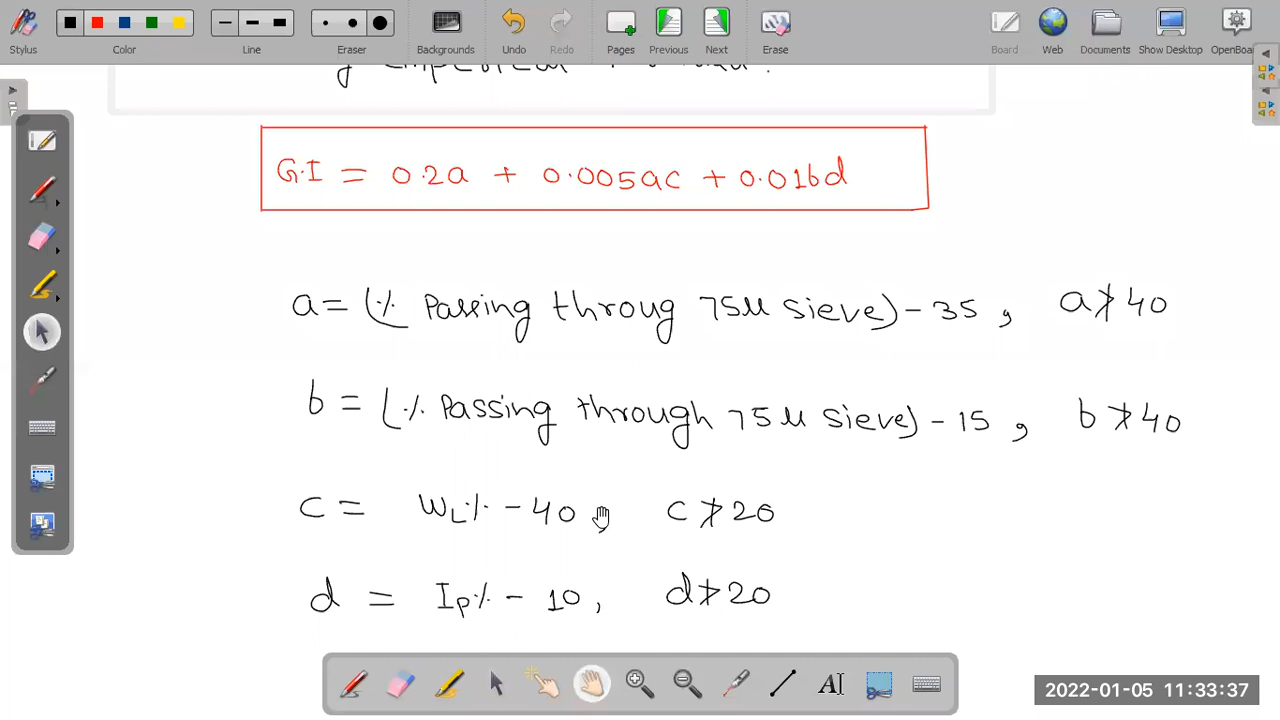 Stylus Color Line Eraser Backgrounds Undo Redo Pages Previous Next Erase Board Web Documents Show Desktop OpenBoa
G.I = 0.2a + 0.005ac + 0.01bd
a = (% Passing throug 75μ sieve) - 35, a ≯ 40
b = (% Passing through 75μ sieve) - 15, b ≯ 40
c = WL% - 40, c ≯ 20
d = Ip% - 10, d ≯ 20
2022-01-05 11:33:37